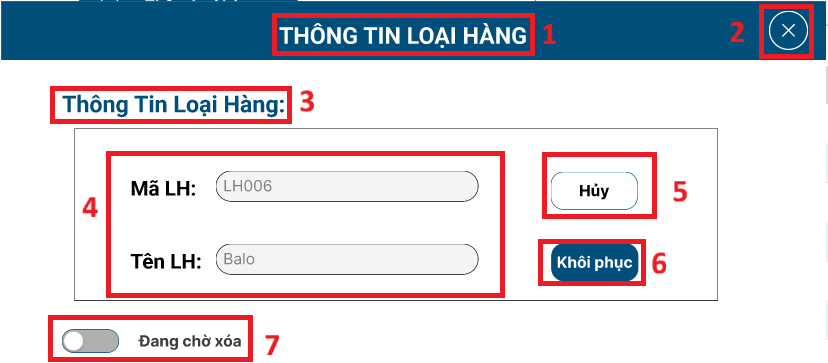 THÔNG TIN LOẠI HÀNG 1 2
Thông Tin Loại Hàng: 3
4 Mã LH: LH006 Hủy 5
Tên LH: Balo Khôi phục 6
Đang chờ xóa 7